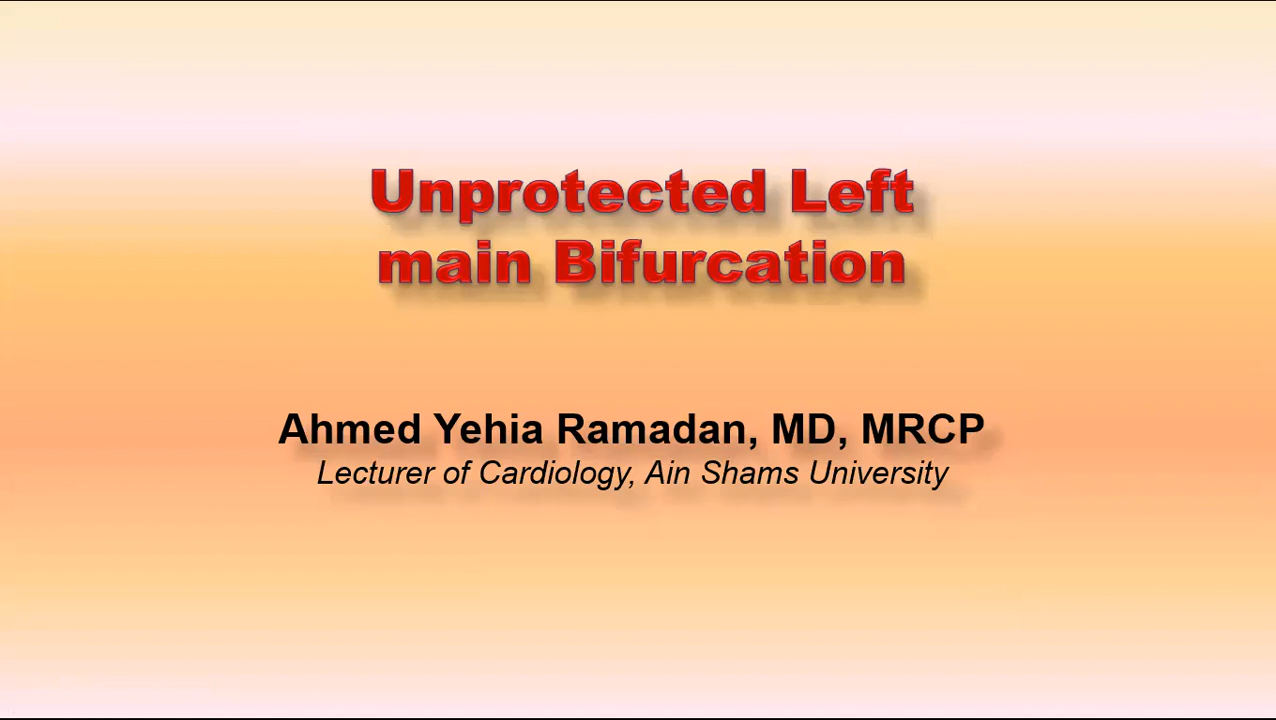 Unprotected Left
main Bifurcation
Ahmed Yehia Ramadan, MD, MRCP
Lecturer of Cardiology, Ain Shams University